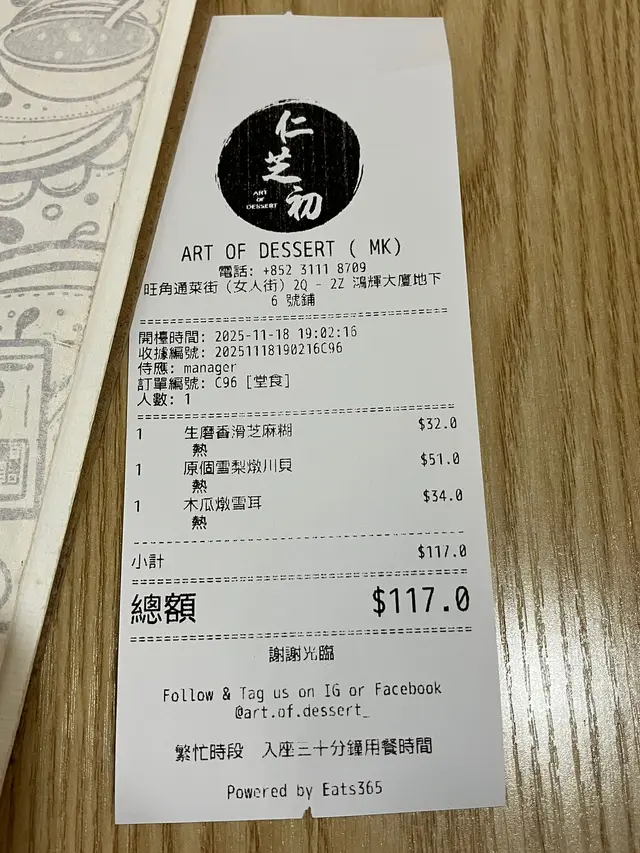 仁芝初
ART
OF
DESSERT
ART OF DESSERT ( MK)
電話: +852 3111 8709
旺角通菜街（女人街）2Q - 2Z 鴻輝大廈地下
6 號鋪
開檯時間: 2025-11-18 19:02:16
收據編號: 20251118190216C96
侍應: manager
訂單編號: C96 [堂食]
人數: 1
1 生磨香滑芝麻糊 $32.0
熱
1 原個雪梨燉川貝 $51.0
熱
1 木瓜燉雪耳 $34.0
熱
小計 $117.0
總額 $117.0
謝謝光臨
Follow & Tag us on IG or Facebook
@art.of.dessert_
繁忙時段 入座三十分鐘用餐時間
Powered by Eats365